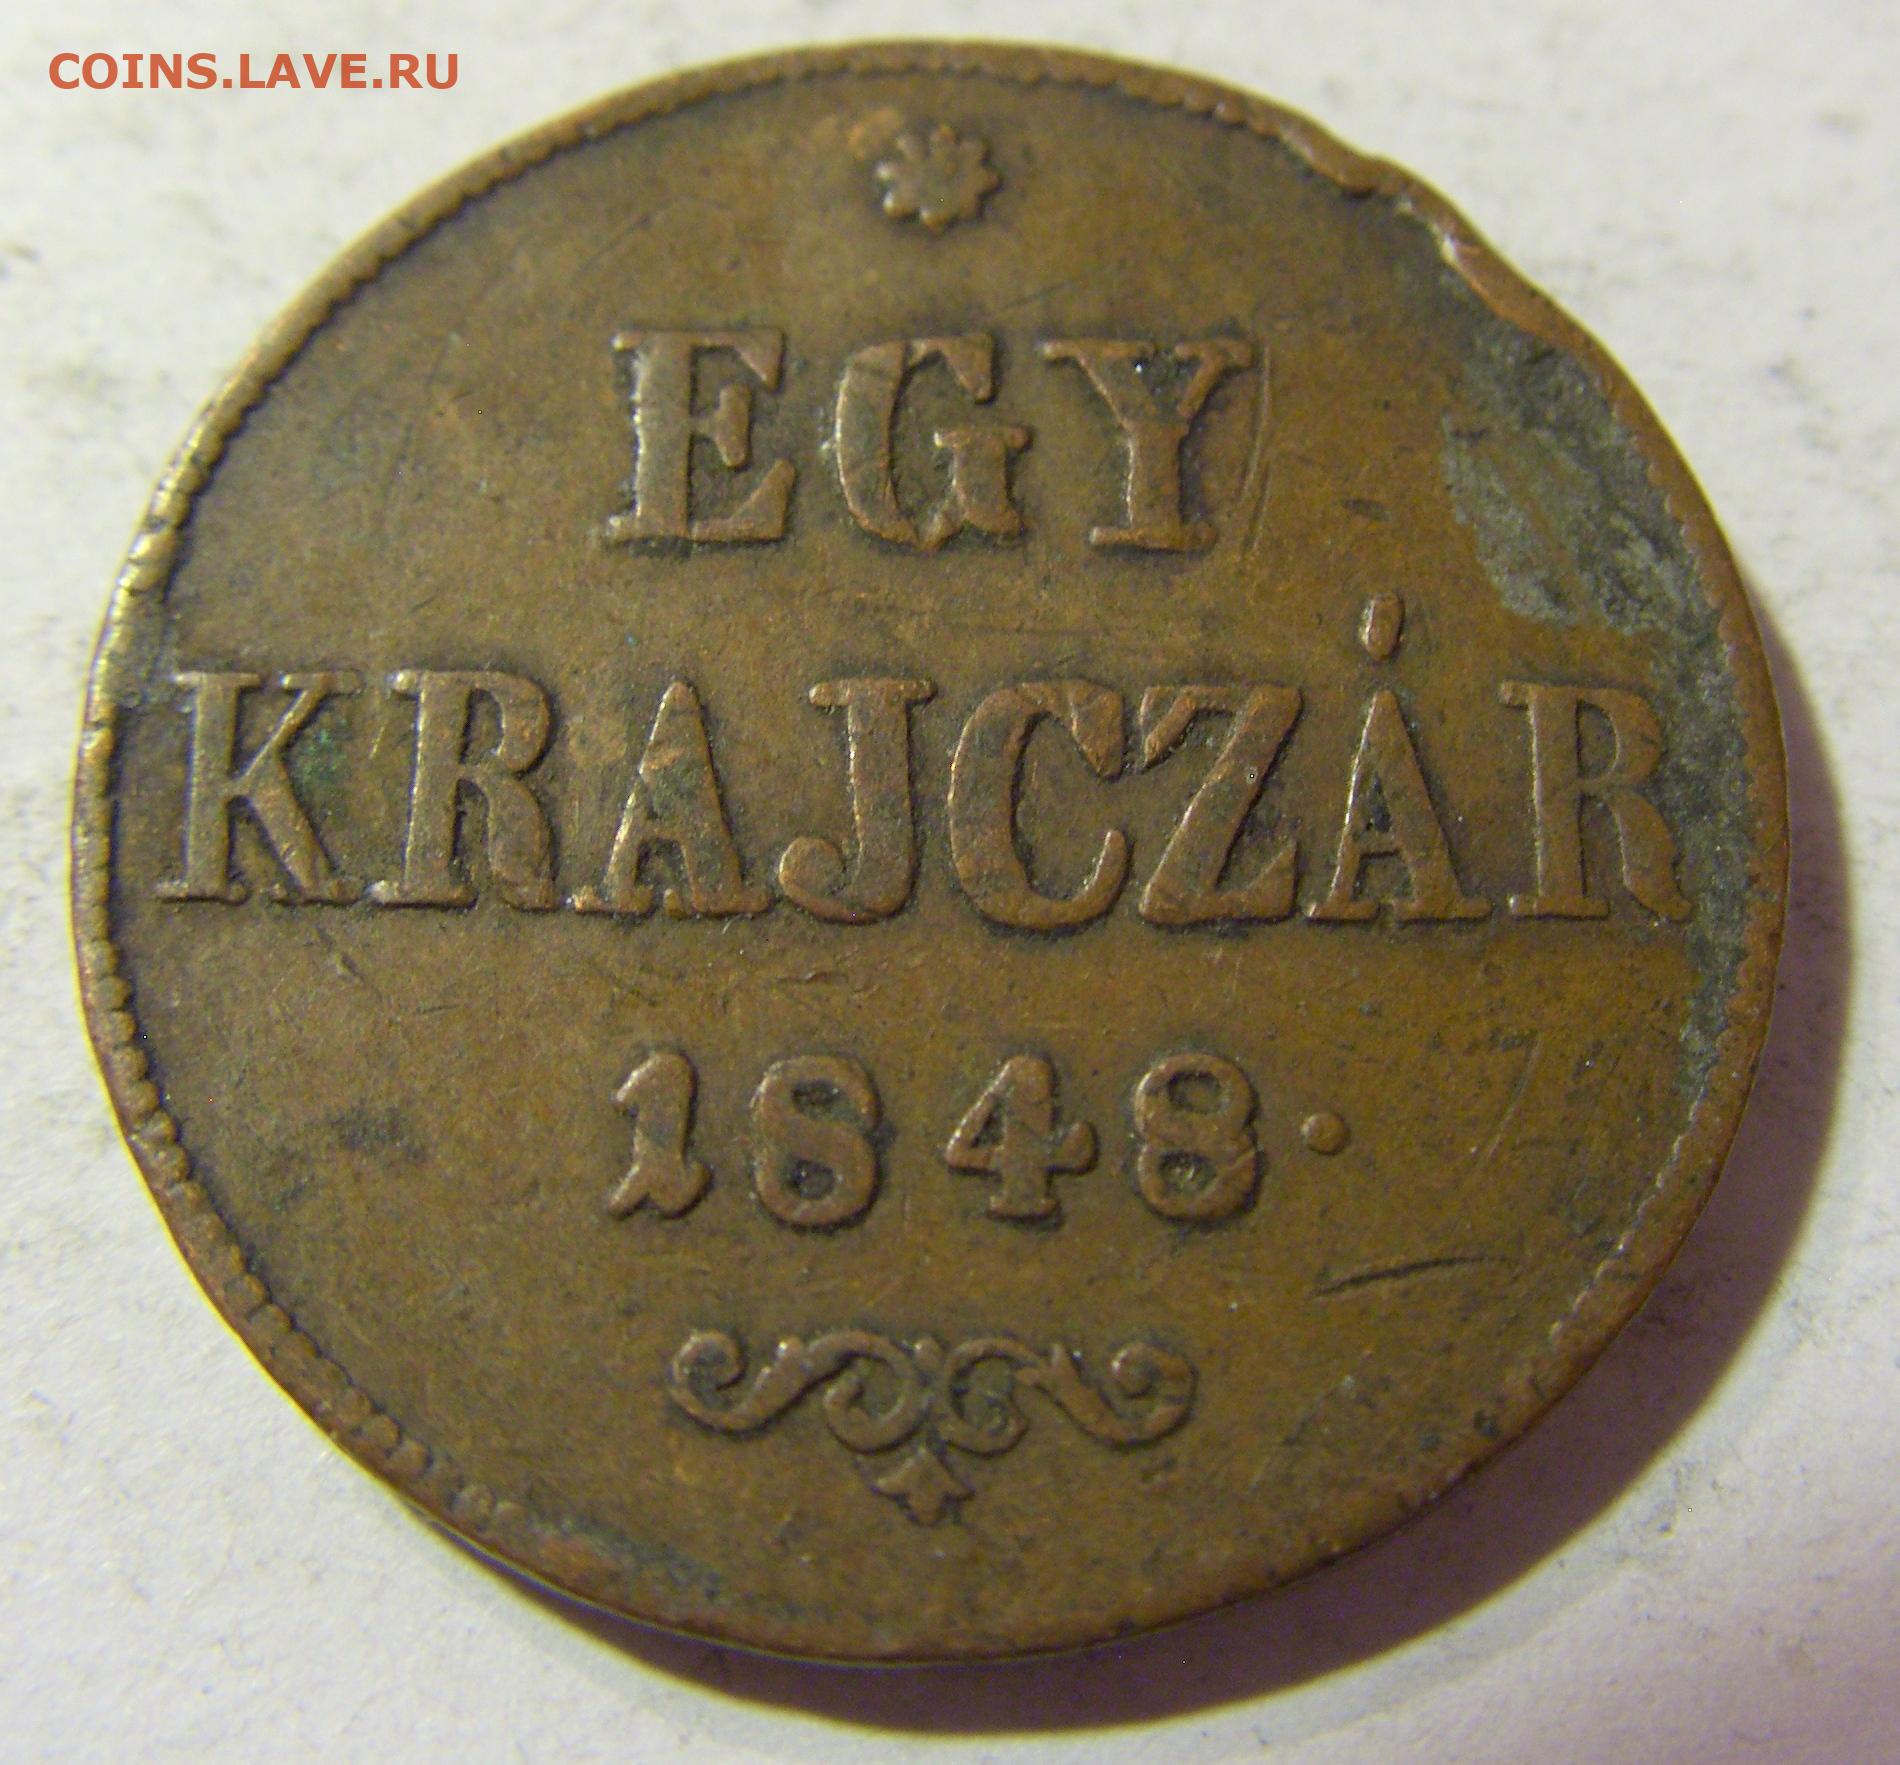 COINS.LAVE.RU
EGY
KRAJCZÁR
1848.